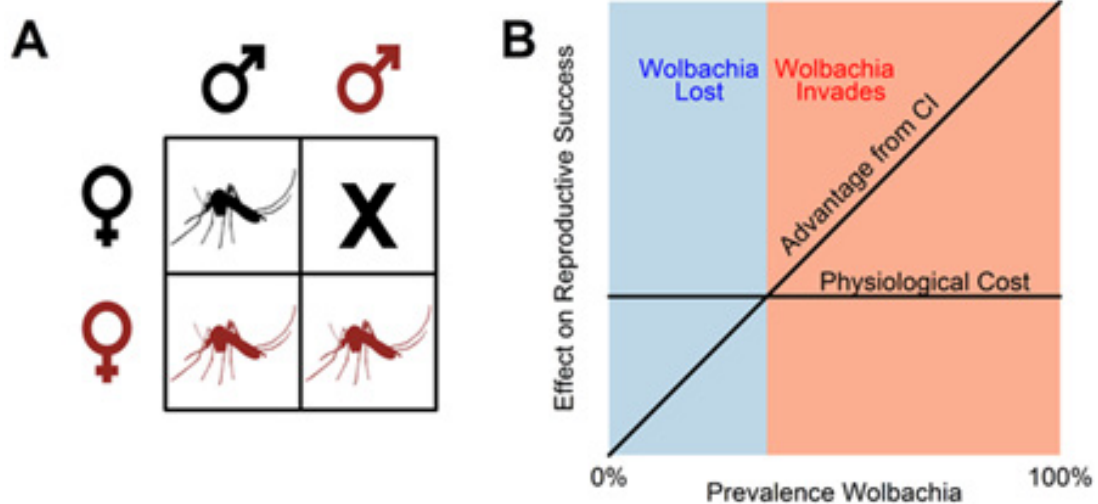 A
X
B
Effect on Reproductive Success
Wolbachia
Lost
Wolbachia
Invades
Advantage from CI
Physiological Cost
0%
100%
Prevalence Wolbachia